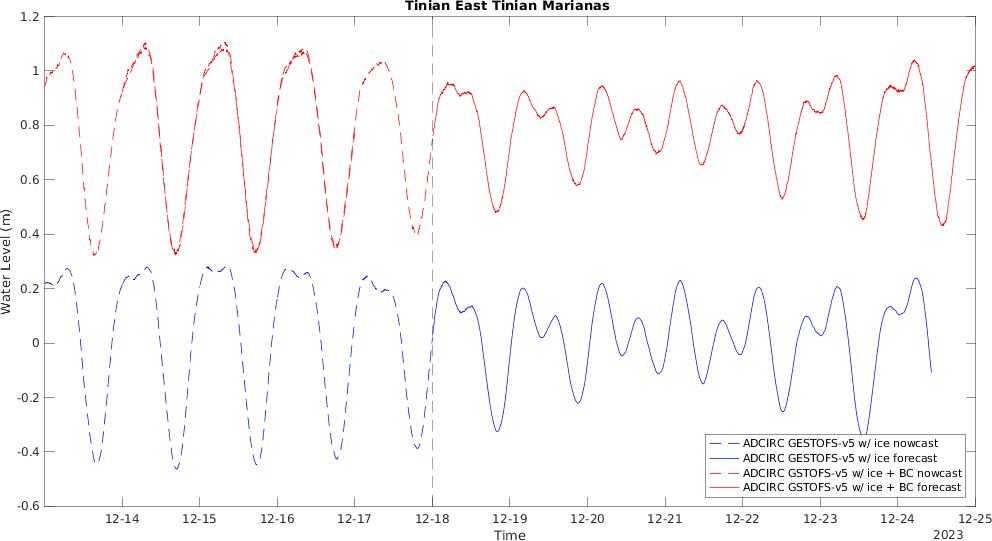 Tinian East Tinian Marianas
1.2
1
0.8
0.6
0.4
0.2
0
-0.2
-0.4
-0.6
Water Level (m)
ADCIRC GESTOFS-v5 w/ ice nowcast
ADCIRC GESTOFS-v5 w/ ice forecast
ADCIRC GSTOFS-v5 w/ ice + BC nowcast
ADCIRC GSTOFS-v5 w/ ice + BC forecast
12-14 12-15 12-16 12-17 12-18 12-19 12-20 12-21 12-22 12-23 12-24 12-25
Time
2023